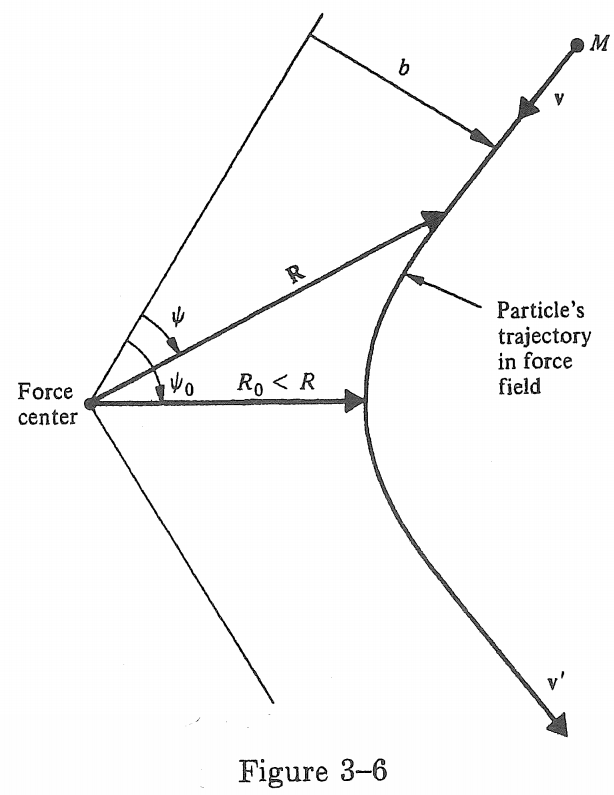 M
b
v
R
ψ
Particle's
trajectory
in force
field
ψ₀
R₀ < R
Force
center
v′
Figure 3–6